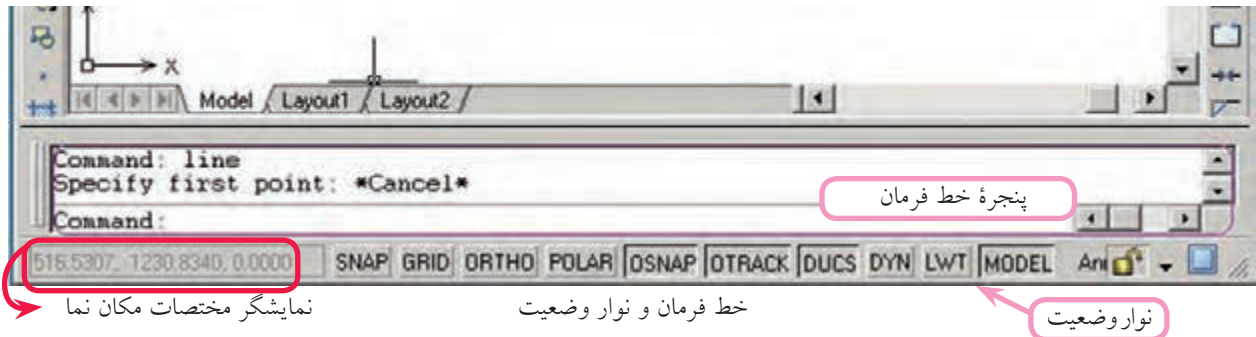 X
Model Layout1 Layout2
Command: line
Specify first point: *Cancel*
Command:
پنجرهٔ خط فرمان
516.5307, 1230.8340, 0.0000 SNAP GRID ORTHO POLAR OSNAP OTRACK DUCS DYN LWT MODEL
نمایشگر مختصات مکان نما
خط فرمان و نوار وضعیت
نوار وضعیت